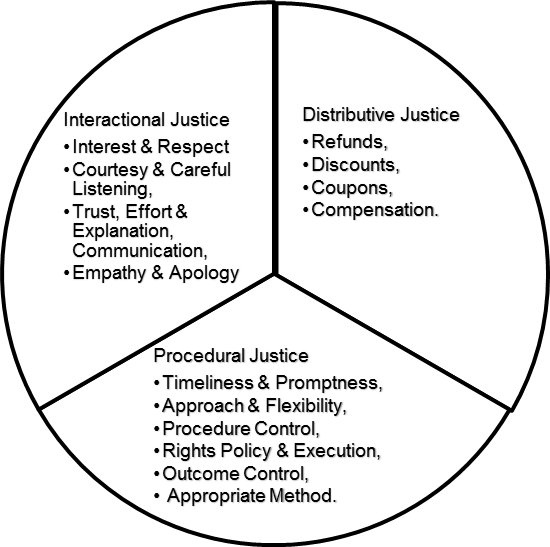 Interactional Justice
•Interest & Respect
•Courtesy & Careful
Listening,
•Trust, Effort &
Explanation,
Communication,
•Empathy & Apology
Distributive Justice
•Refunds,
•Discounts,
•Coupons,
•Compensation.
Procedural Justice
•Timeliness & Promptness,
•Approach & Flexibility,
•Procedure Control,
•Rights Policy & Execution,
•Outcome Control,
• Appropriate Method.